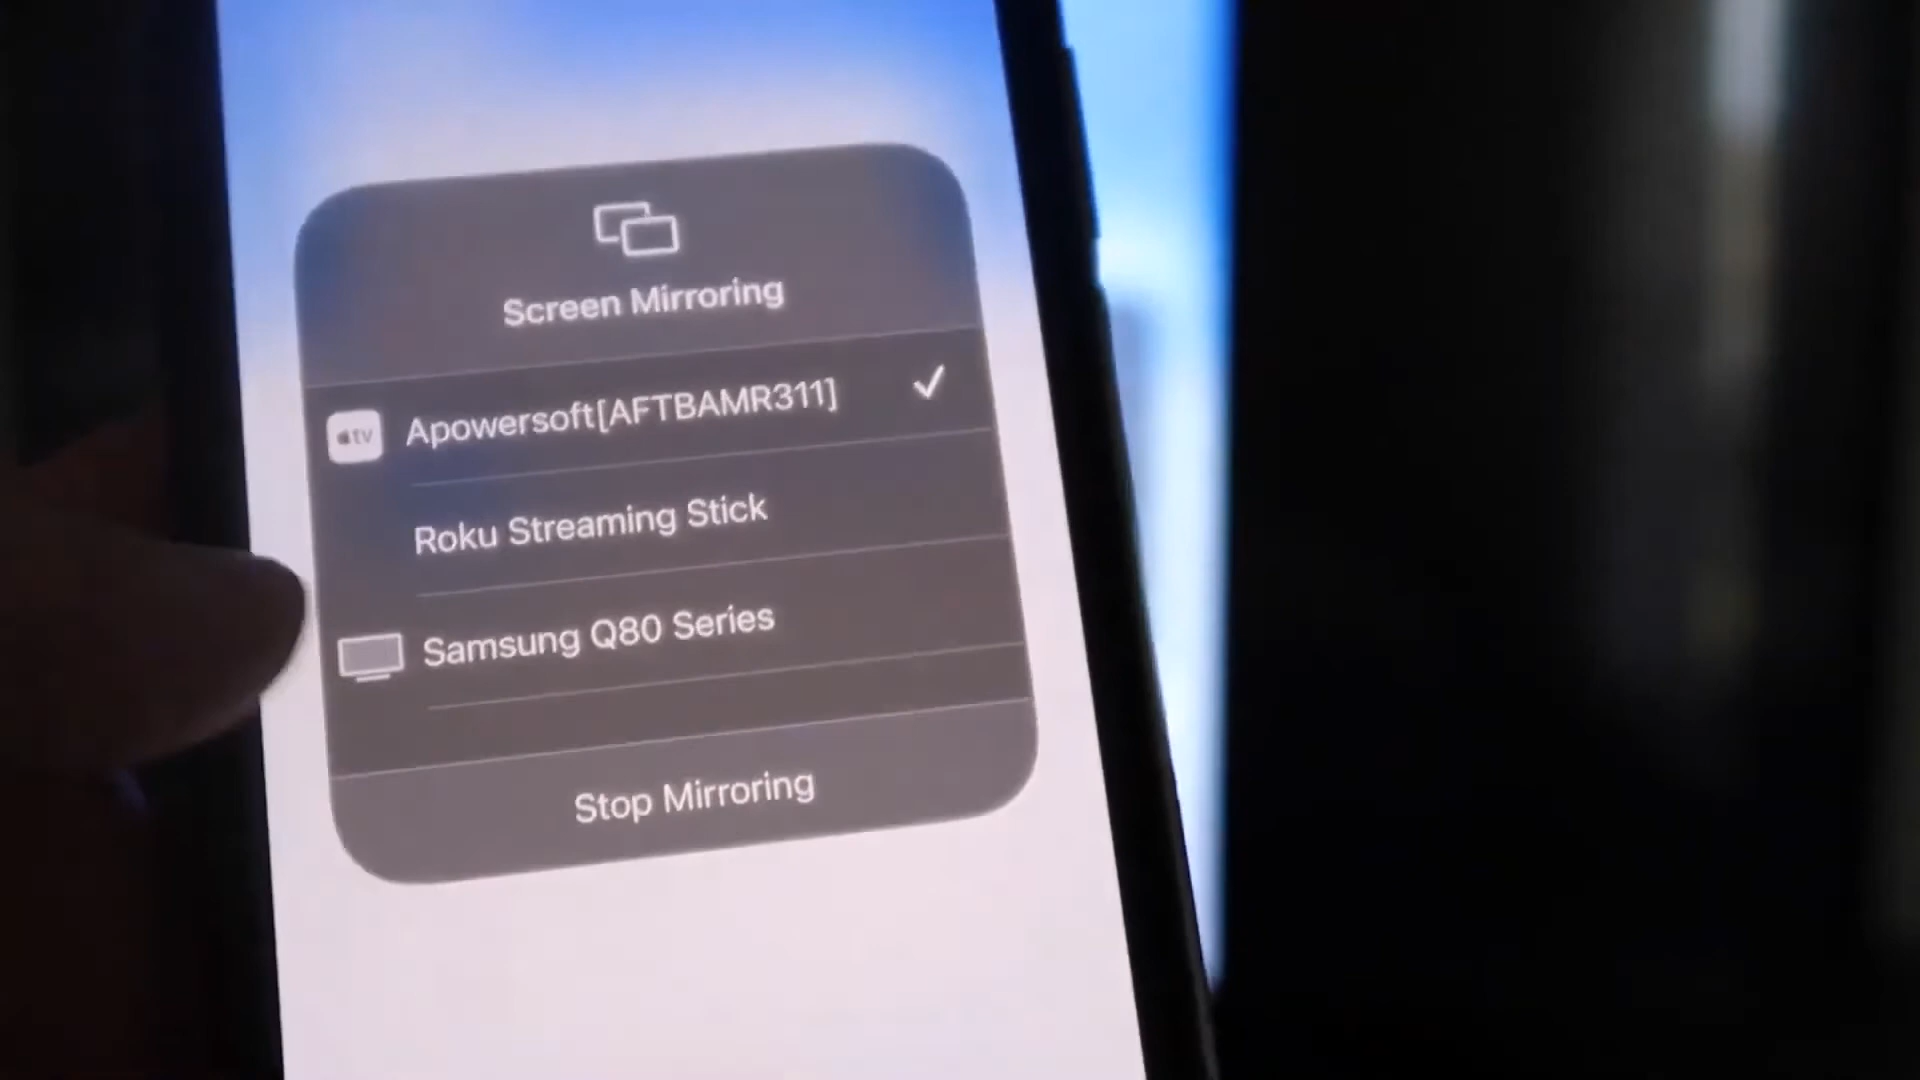 Screen Mirroring
tv Apowersoft[AFTBAMR311]
Roku Streaming Stick
Samsung Q80 Series
Stop Mirroring